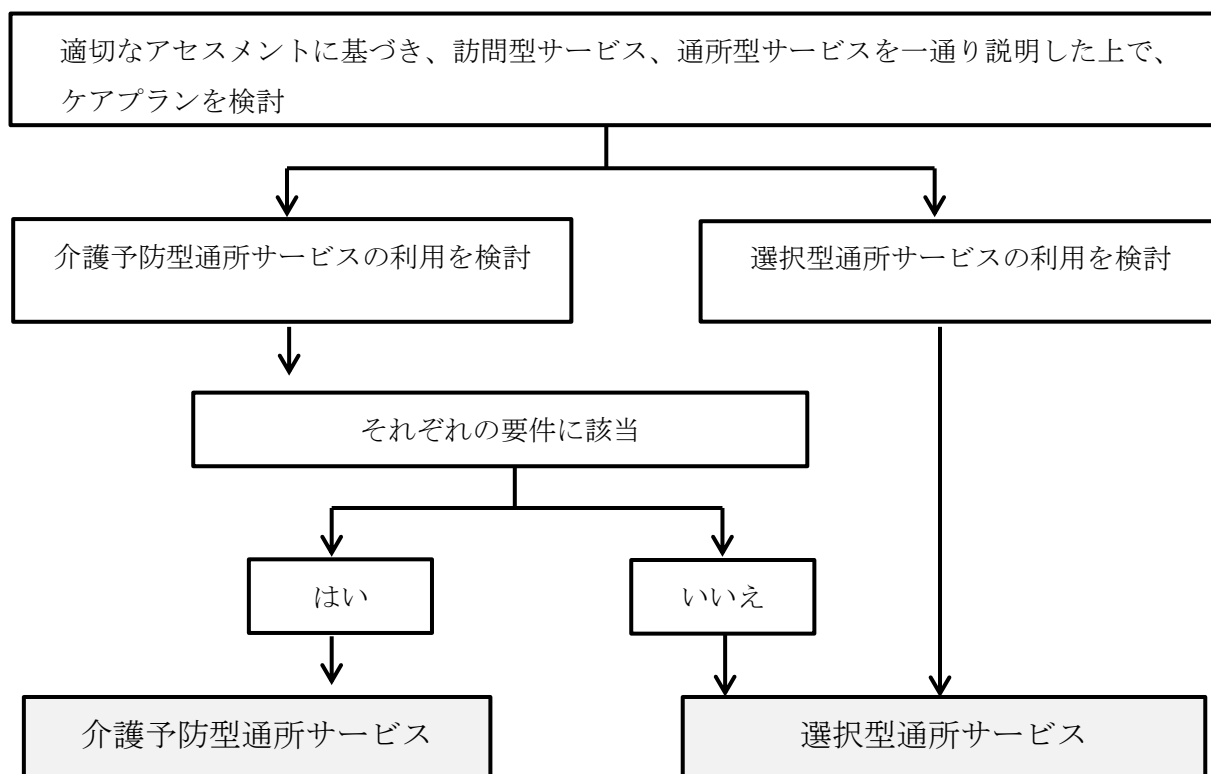 適切なアセスメントに基づき、訪問型サービス、通所型サービスを一通り説明した上で、
ケアプランを検討
介護予防型通所サービスの利用を検討
選択型通所サービスの利用を検討
それぞれの要件に該当
はい
いいえ
介護予防型通所サービス
選択型通所サービス